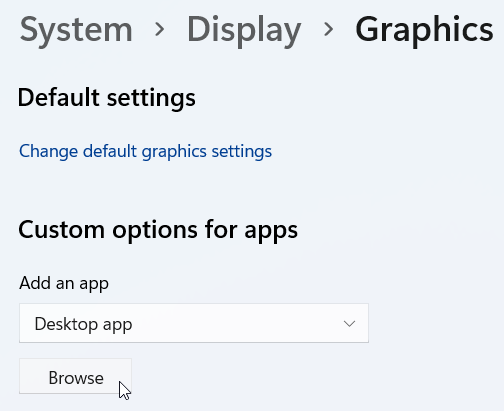 System > Display > Graphics
Default settings
Change default graphics settings
Custom options for apps
Add an app
Desktop app
Browse